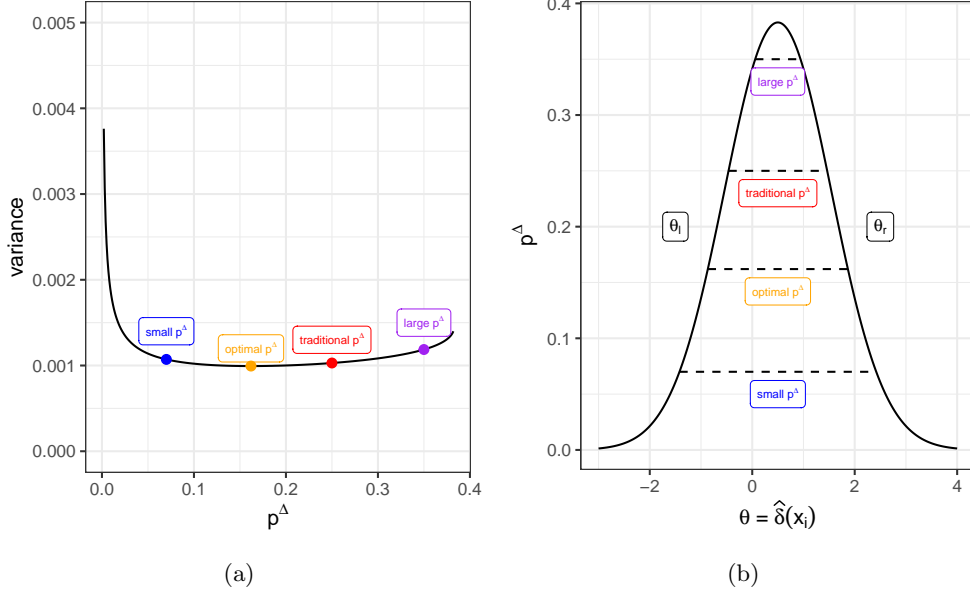 0.005
0.004
0.003
0.002
0.001
0.000
variance
small p^Δ
optimal p^Δ
traditional p^Δ
large p^Δ
0.0 0.1 0.2 0.3 0.4
p^Δ
(a)
0.4
0.3
0.2
0.1
0.0
p^Δ
large p^Δ
traditional p^Δ
θ_l
θ_r
optimal p^Δ
small p^Δ
−2 0 2 4
θ = δ̂(x_i)
(b)